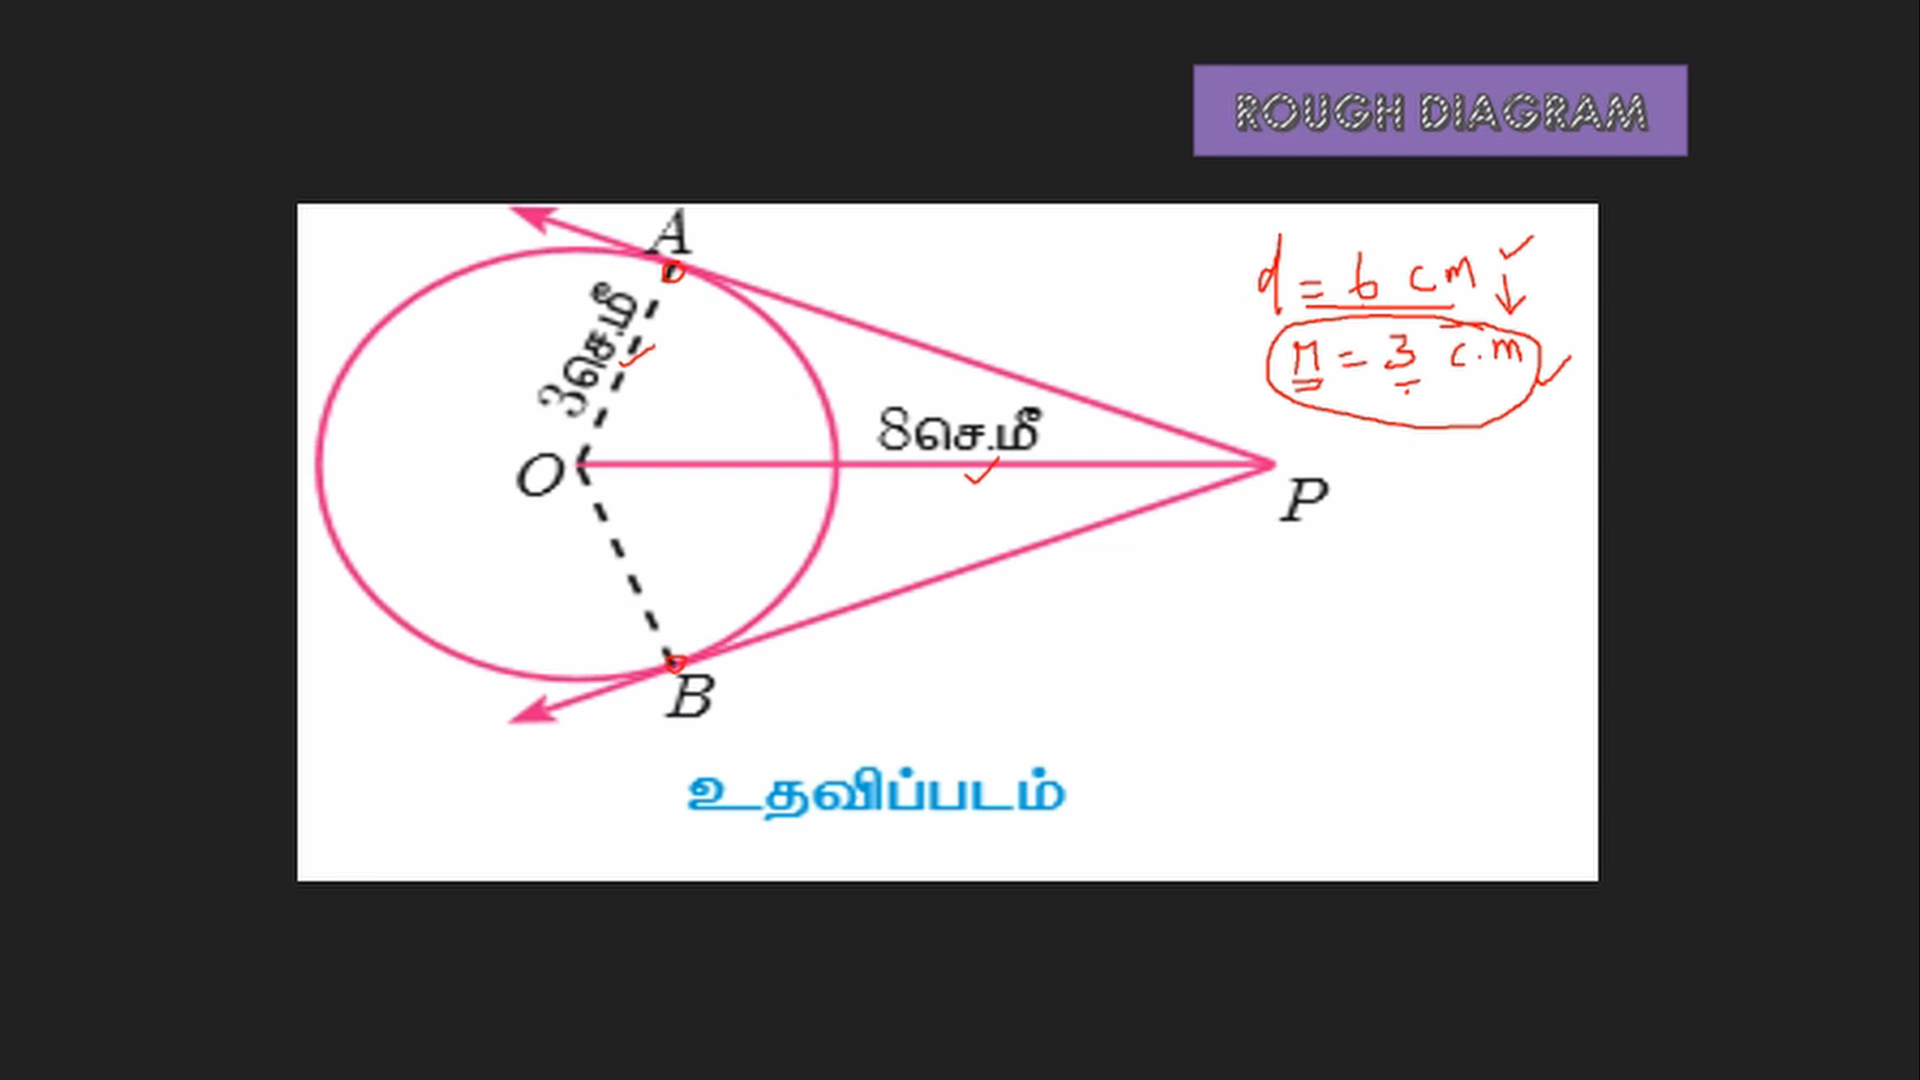 ROUGH DIAGRAM
A
d = 6 cm
3செ.மீ
r = 3 c.m
8செ.மீ
O
P
B
உதவிப்படம்